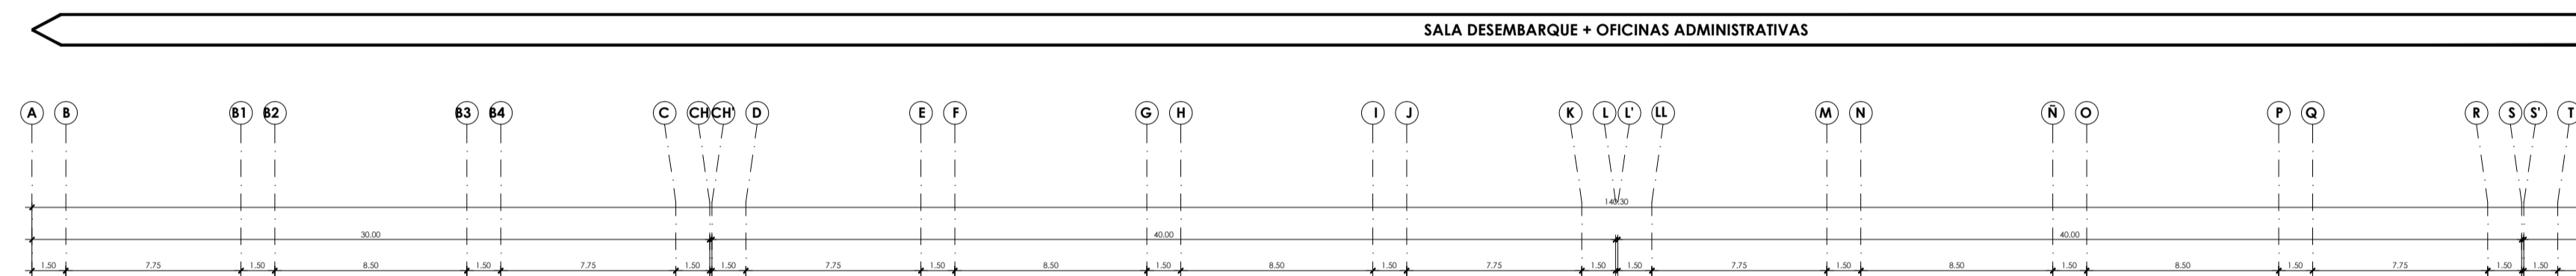 SALA DESEMBARQUE + OFICINAS ADMINISTRATIVAS
A B B1 B2 B3 B4 C CH CH' D E F G H I J K L L' LL M N Ñ O P Q R S S' T
140.30
30.00 40.00 40.00
1.50 7.75 1.50 8.50 1.50 7.75 1.50 1.50 7.75 1.50 8.50 1.50 8.50 1.50 7.75 1.50 1.50 7.75 1.50 8.50 1.50 8.50 1.50 7.75 1.50 1.50